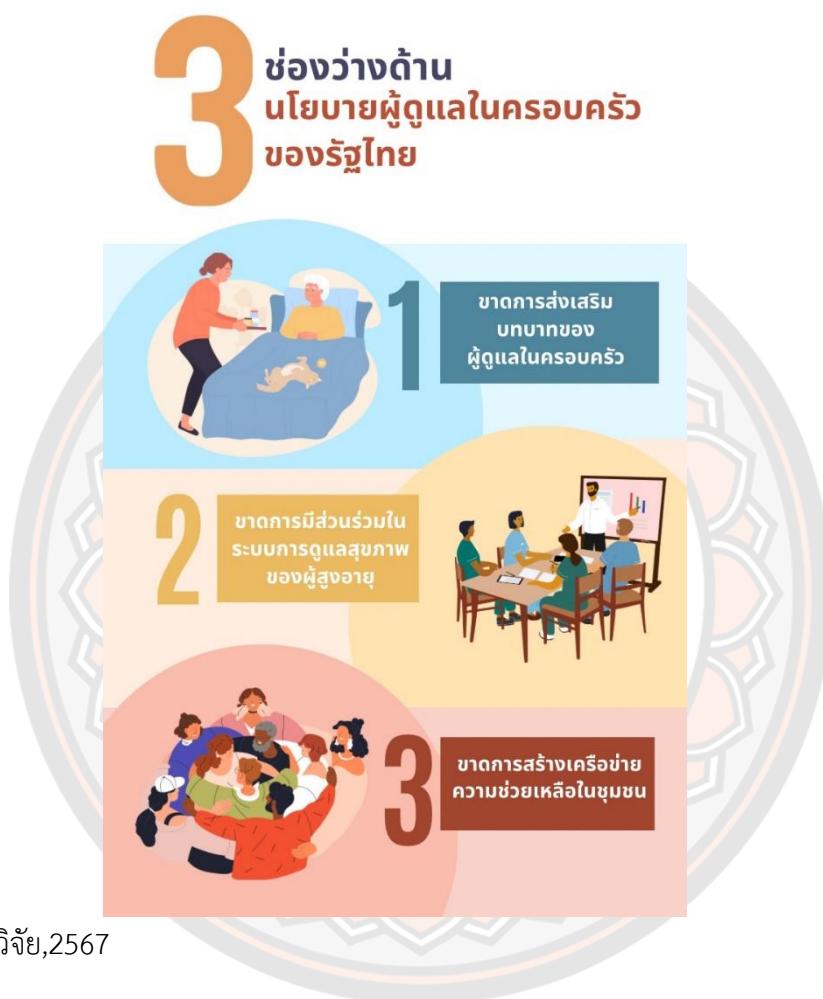 3
ช่องว่างด้าน
นโยบายผู้ดูแลในครอบครัว
ของรัฐไทย
1
ขาดการส่งเสริม
บทบาทของ
ผู้ดูแลในครอบครัว
2
ขาดการมีส่วนร่วมใน
ระบบการดูแลสุขภาพ
ของผู้สูงอายุ
3
ขาดการสร้างเครือข่าย
ความช่วยเหลือในชุมชน
วิจัย,2567